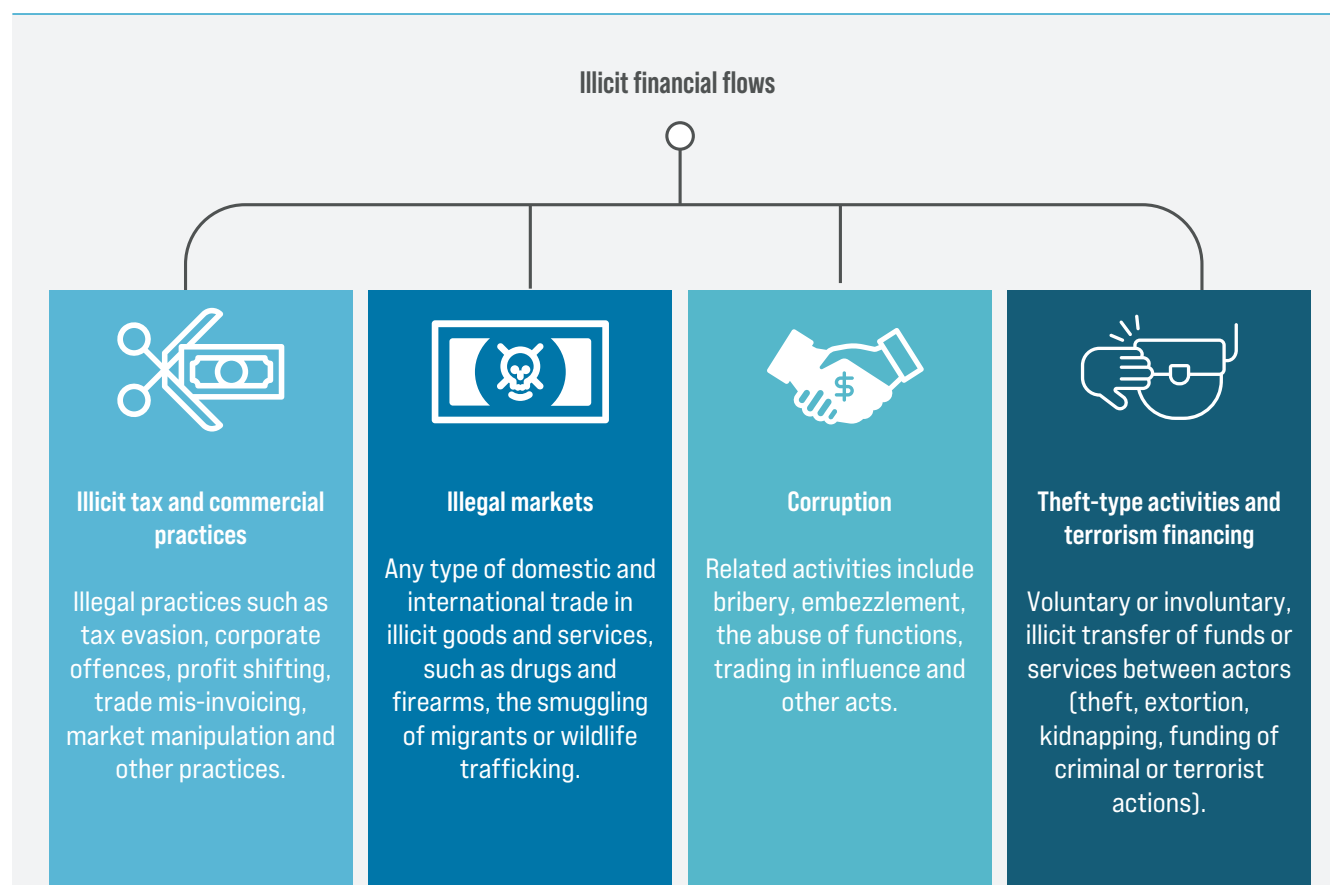 Illicit financial flows
Illicit tax and commercial
practices
Illegal practices such as
tax evasion, corporate
offences, profit shifting,
trade mis-invoicing,
market manipulation and
other practices.
Illegal markets
Any type of domestic and
international trade in
illicit goods and services,
such as drugs and
firearms, the smuggling
of migrants or wildlife
trafficking.
$
Corruption
Related activities include
bribery, embezzlement,
the abuse of functions,
trading in influence and
other acts.
Theft-type activities and
terrorism financing
Voluntary or involuntary,
illicit transfer of funds or
services between actors
(theft, extortion,
kidnapping, funding of
criminal or terrorist
actions).